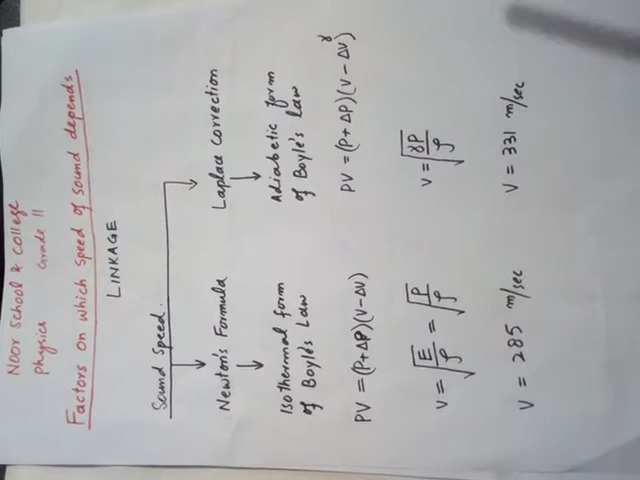 NOOR SCHOOL & COLLEGE
Physics Grade 11
Factors on which speed of sound depends
LINKAGE
Sound Speed.
Newton's Formula
Isothermal form
of Boyle's Law
PV = (P+ΔP)(V-ΔV)
V = √E/ρ = √P/ρ
V = 285 m/sec
Laplace correction
Adiabetic form
of Boyle's Law
PV = (P+ΔP)(V-ΔV)^γ
V = √γP/ρ
V = 331 m/sec